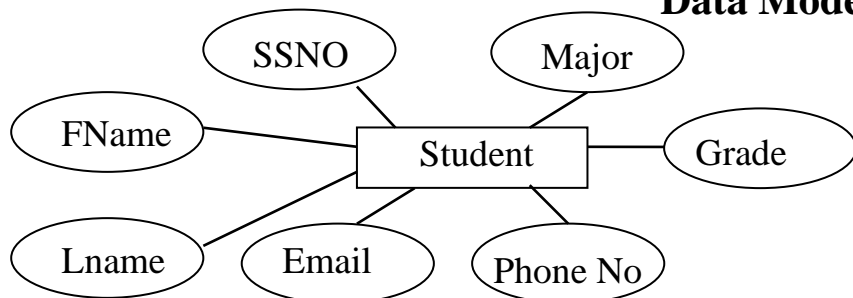 Data Mode
SSNO
Major
FName
Student
Grade
Lname
Email
Phone No